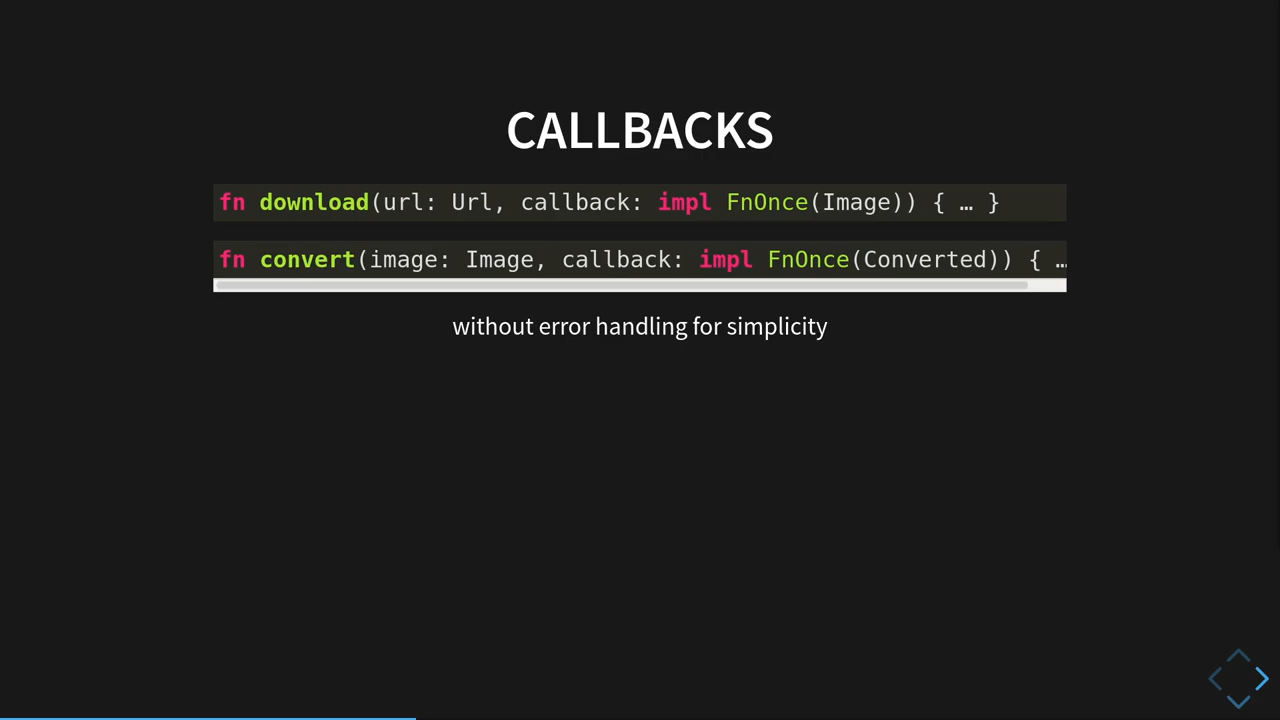 CALLBACKS
fn download(url: Url, callback: impl FnOnce(Image)) { … }
fn convert(image: Image, callback: impl FnOnce(Converted)) { …
without error handling for simplicity